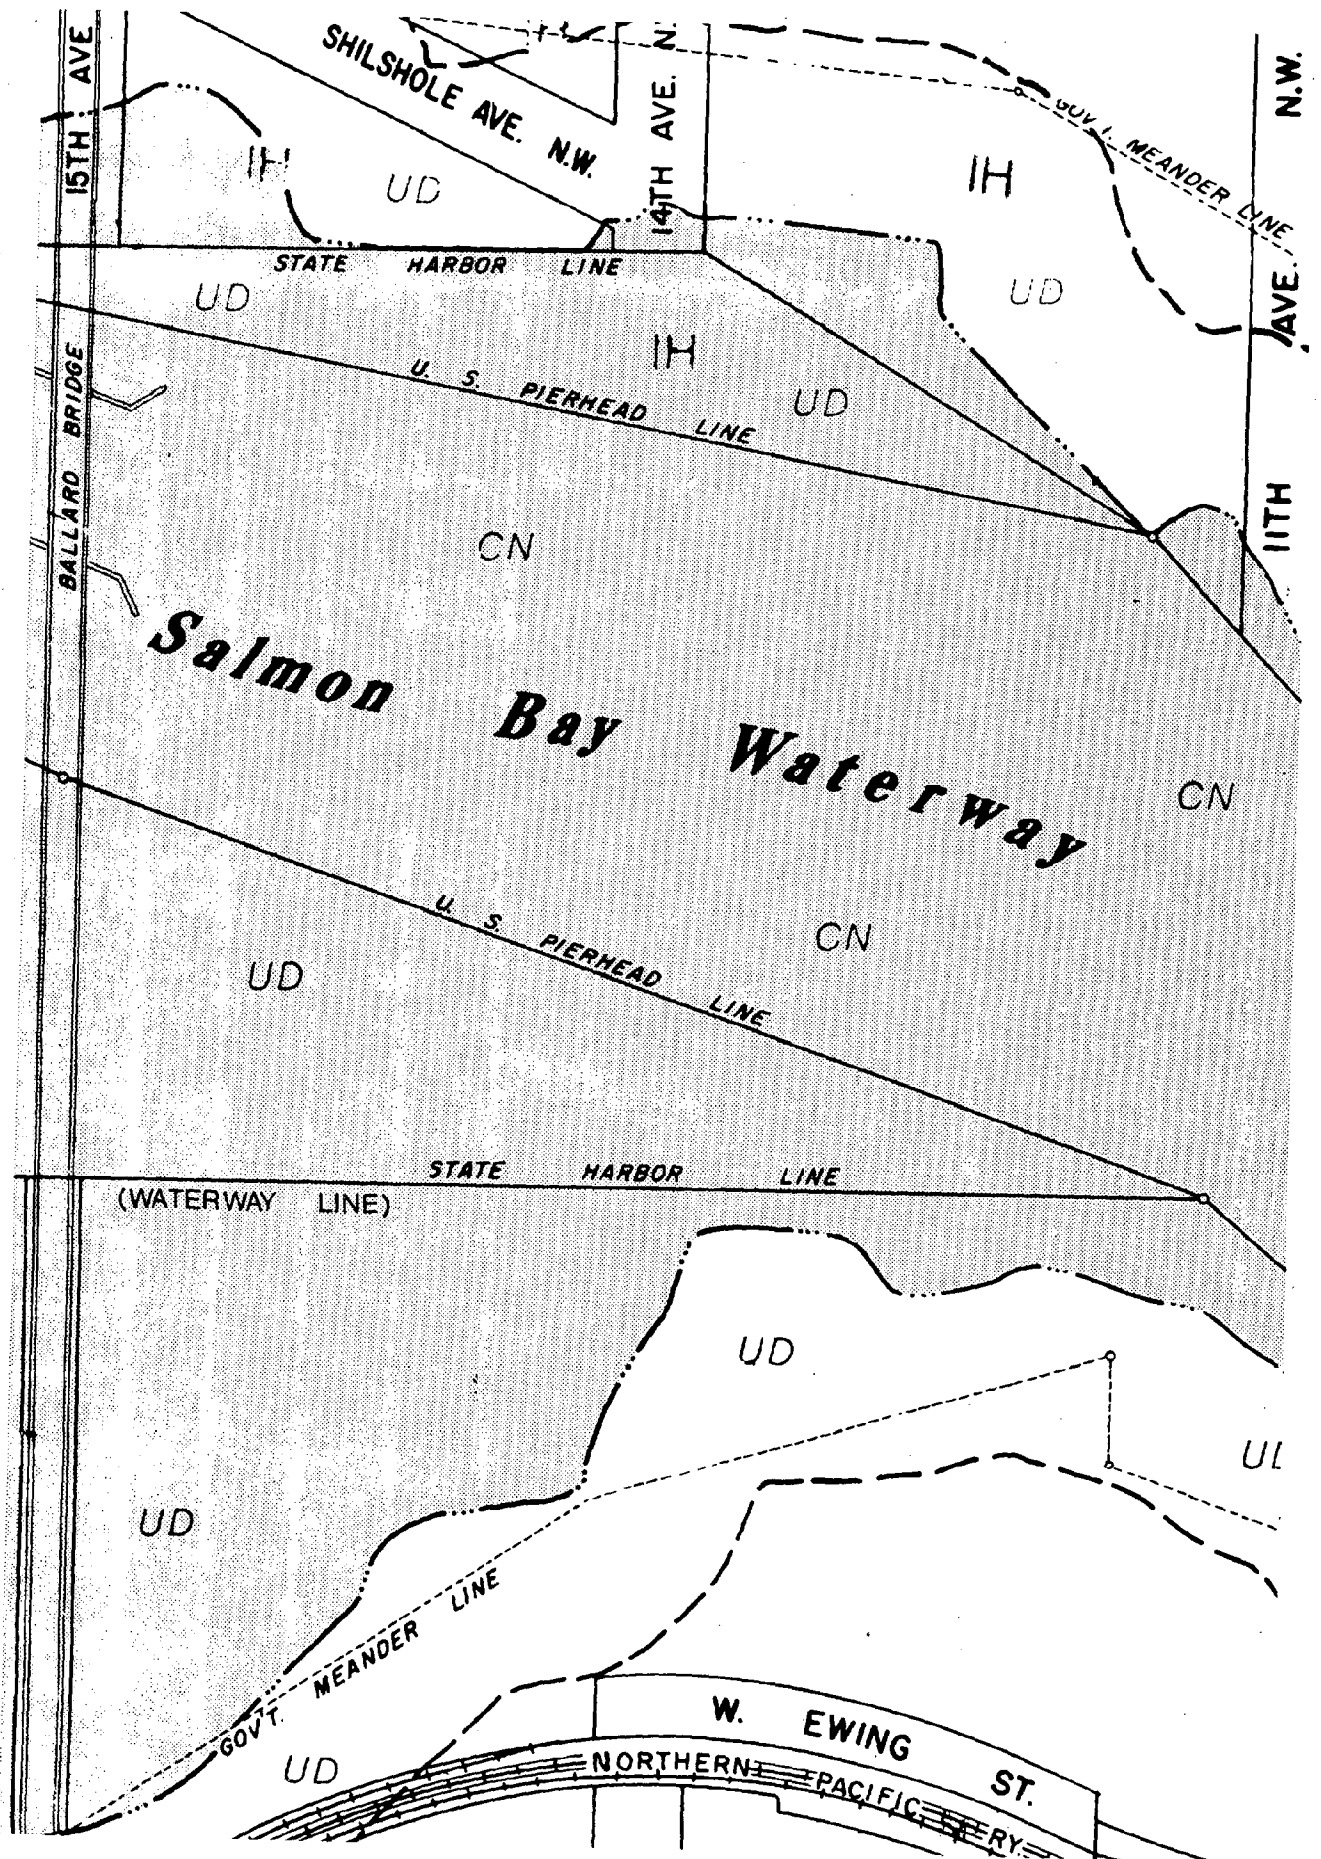 15TH AVE
SHILSHOLE AVE. N.W.
14TH AVE. N
N.W.
GOV'T. MEANDER LINE
IH
UD
IH
UD
AVE.
11TH
STATE HARBOR LINE
UD
IH
UD
U. S. PIERHEAD LINE
BALLARD BRIDGE
CN
Salmon Bay Waterway
CN
CN
U. S. PIERHEAD LINE
UD
STATE HARBOR LINE
(WATERWAY LINE)
UD
UD
GOV'T. MEANDER LINE
UD
W. EWING ST.
NORTHERN PACIFIC RY